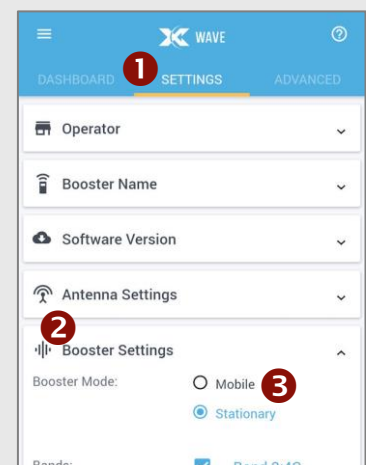 WAVE
DASHBOARD 1 SETTINGS ADVANCED
Operator
Booster Name
Software Version
Antenna Settings
2
Booster Settings
Booster Mode: Mobile 3
Stationary